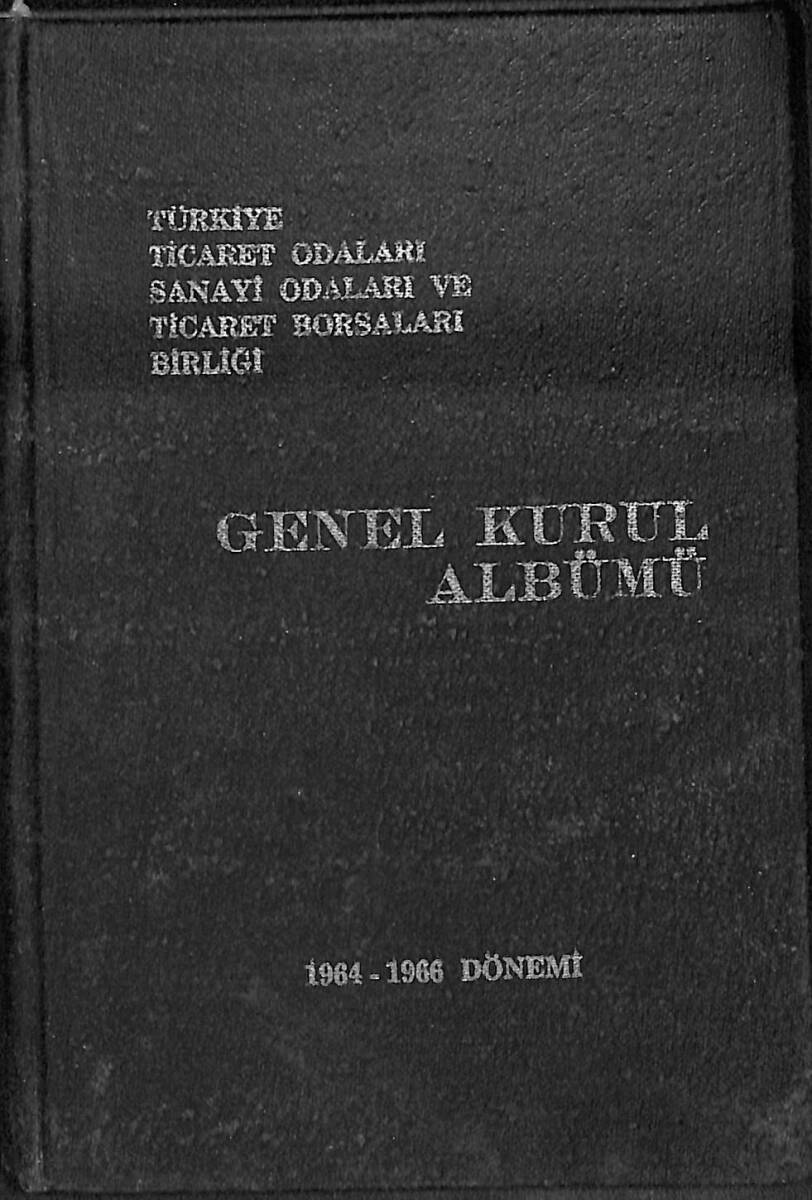 TÜRKİYE
TİCARET ODALARI
SANAYİ ODALARI VE
TİCARET BORSALARI
BİRLİĞİ
GENEL KURUL
ALBÜMÜ
1964 - 1966 DÖNEMİ